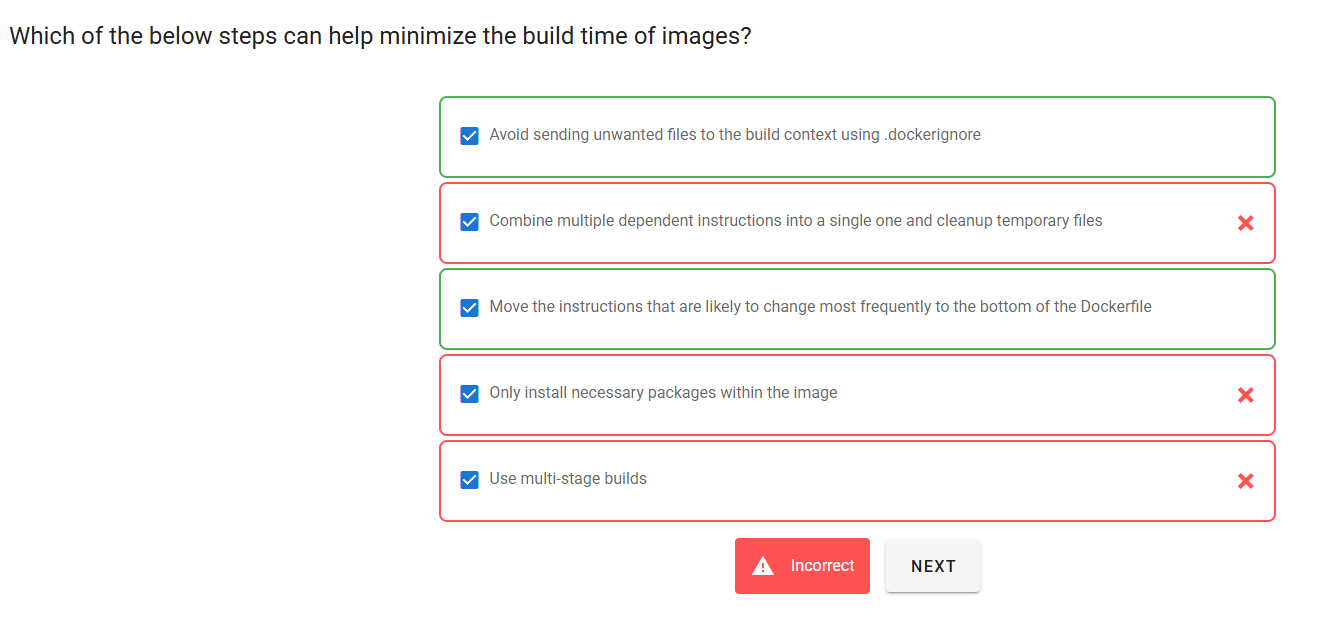 Which of the below steps can help minimize the build time of images?
Avoid sending unwanted files to the build context using .dockerignore
Combine multiple dependent instructions into a single one and cleanup temporary files
Move the instructions that are likely to change most frequently to the bottom of the Dockerfile
Only install necessary packages within the image
Use multi-stage builds
Incorrect NEXT